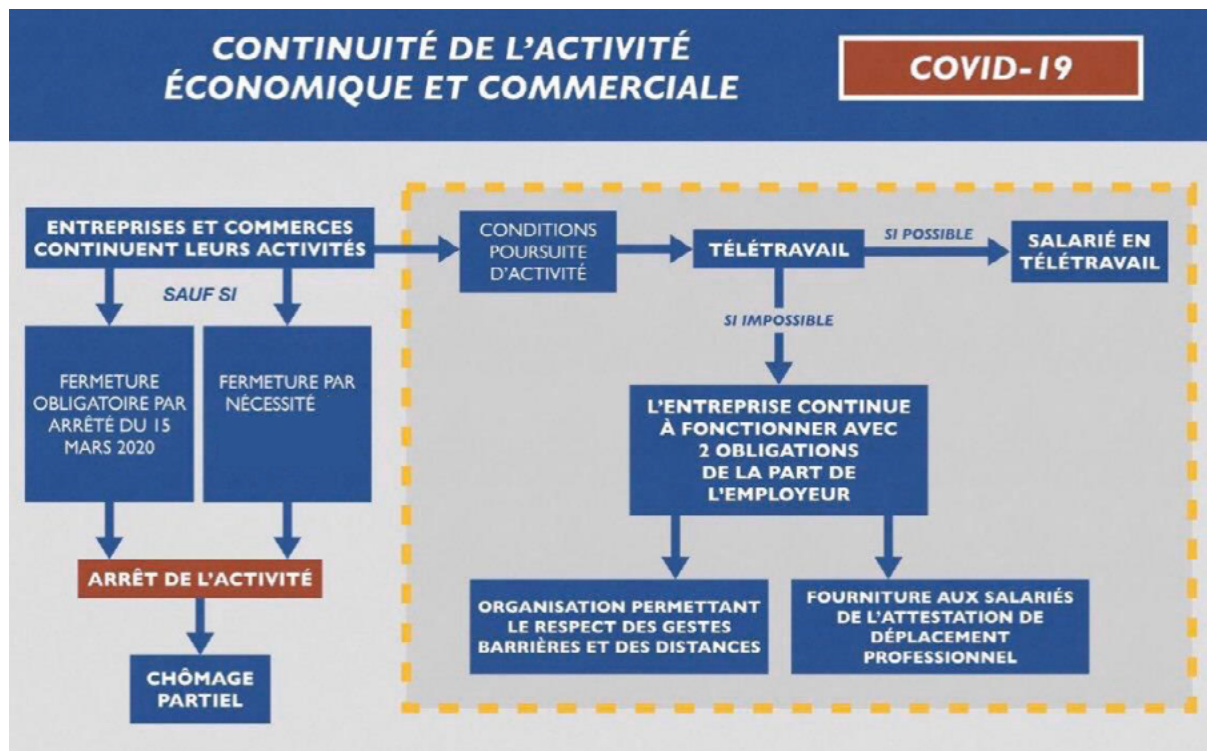 CONTINUITÉ DE L'ACTIVITÉ
ÉCONOMIQUE ET COMMERCIALE
COVID-19
ENTREPRISES ET COMMERCES
CONTINUENT LEURS ACTIVITÉS
SAUF SI
FERMETURE
OBLIGATOIRE PAR
ARRÊTÉ DU 15
MARS 2020
FERMETURE PAR
NÉCESSITÉ
ARRÊT DE L'ACTIVITÉ
CHÔMAGE
PARTIEL
CONDITIONS
POURSUITE
D'ACTIVITÉ
TÉLÉTRAVAIL
SI POSSIBLE
SALARIÉ EN
TÉLÉTRAVAIL
SI IMPOSSIBLE
L'ENTREPRISE CONTINUE
À FONCTIONNER AVEC
2 OBLIGATIONS
DE LA PART DE
L'EMPLOYEUR
ORGANISATION PERMETTANT
LE RESPECT DES GESTES
BARRIÈRES ET DES DISTANCES
FOURNITURE AUX SALARIÉS
DE L'ATTESTATION DE
DÉPLACEMENT
PROFESSIONNEL